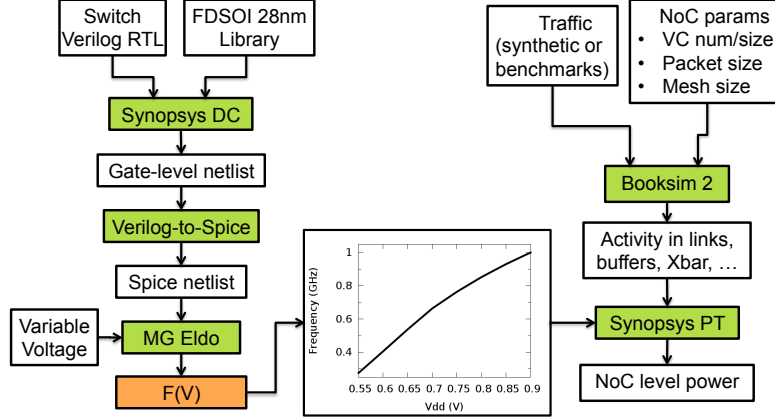 Switch
Verilog RTL
FDSOI 28nm
Library
Synopsys DC
Gate-level netlist
Verilog-to-Spice
Spice netlist
Variable
Voltage
MG Eldo
F(V)
Frequency (GHz)
1
0.8
0.6
0.4
0.55 0.6 0.65 0.7 0.75 0.8 0.85 0.9
Vdd (V)
Traffic
(synthetic or
benchmarks)
NoC params
• VC num/size
• Packet size
• Mesh size
Booksim 2
Activity in links,
buffers, Xbar, …
Synopsys PT
NoC level power